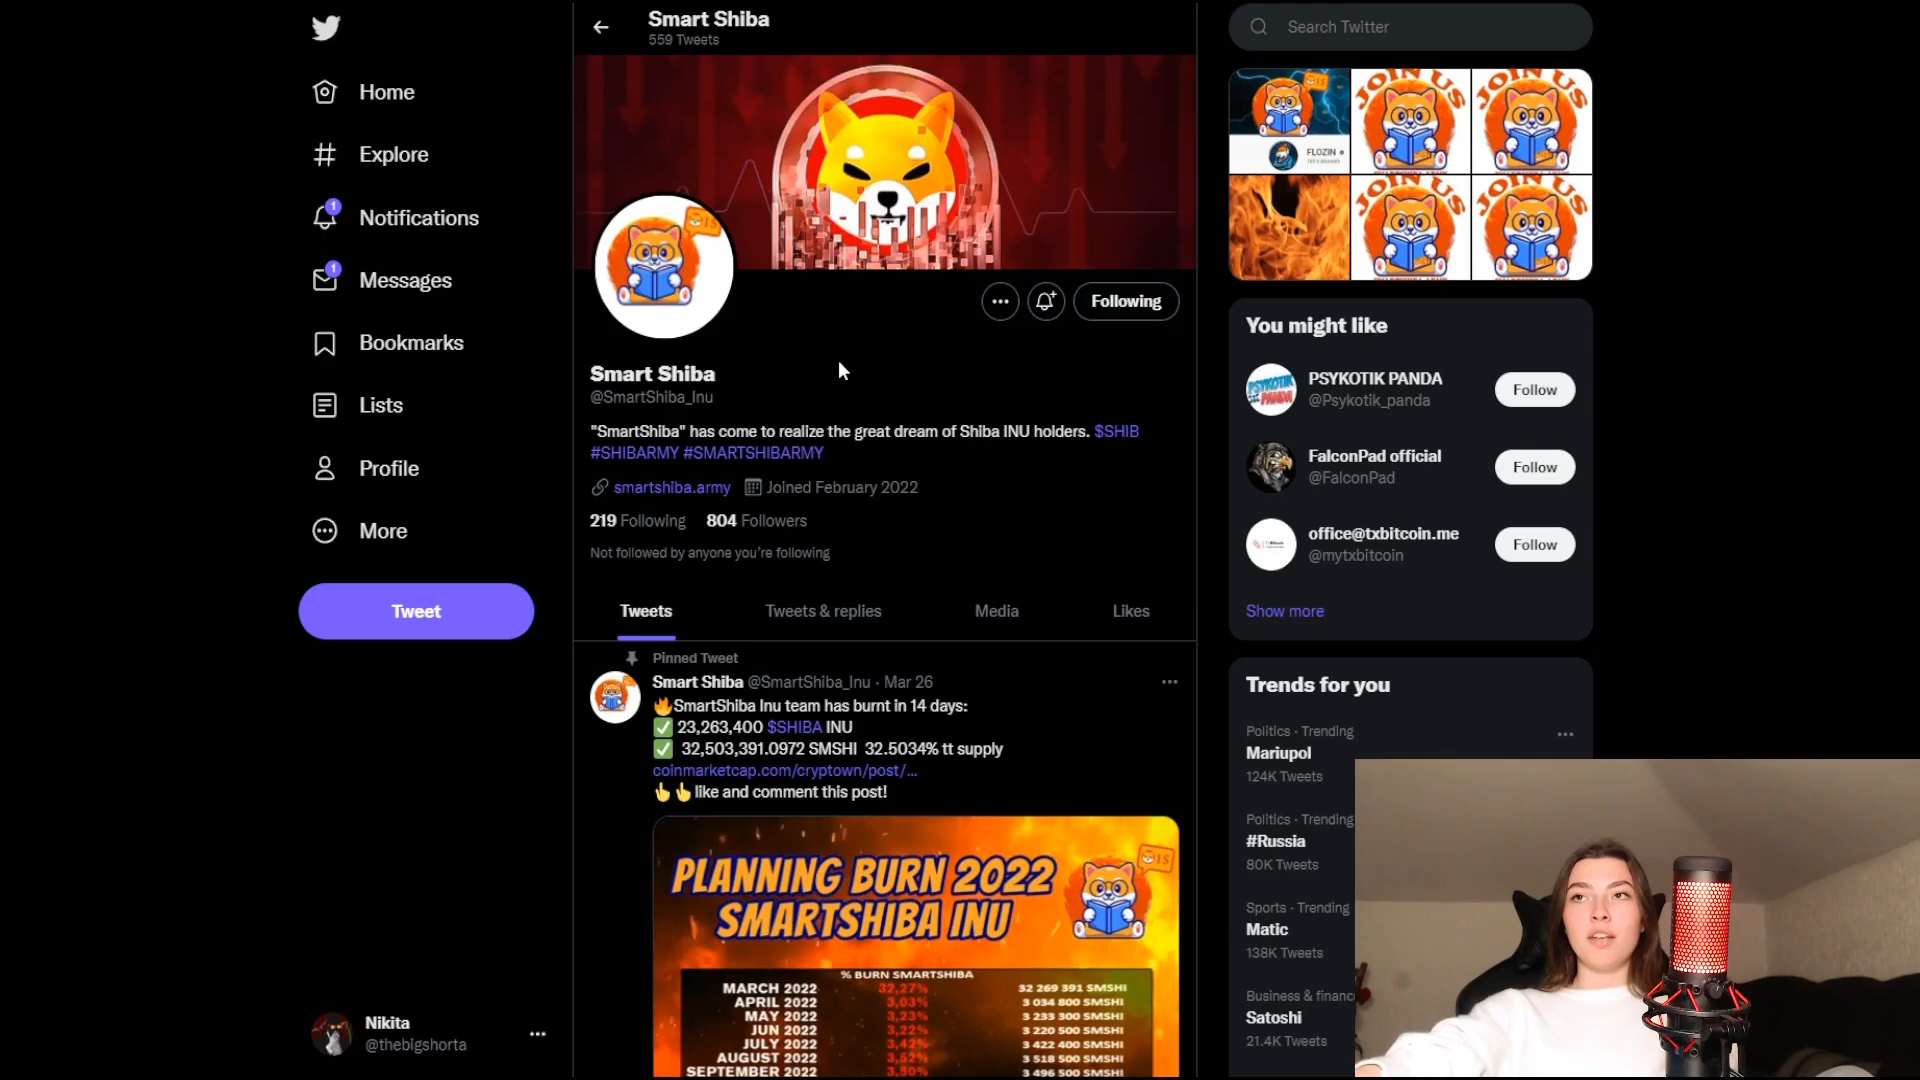 Smart Shiba
559 Tweets
Home
Explore
1
Notifications
1
Messages
Bookmarks
Lists
Profile
More
Tweet
Nikita
@thebigshorta
Following
Smart Shiba
@SmartShiba_Inu
"SmartShiba" has come to realize the great dream of Shiba INU holders. $SHIB
#SHIBARMY #SMARTSHIBARMY
smartshiba.army Joined February 2022
219 Following 804 Followers
Not followed by anyone you're following
Tweets Tweets & replies Media Likes
Pinned Tweet
Smart Shiba @SmartShiba_Inu · Mar 26
🔥SmartShiba Inu team has burnt in 14 days:
✅ 23,263,400 $SHIBA INU
✅ 32,503,391.0972 SMSHI 32.5034% tt supply
coinmarketcap.com/cryptown/post/...
👆👆like and comment this post!
PLANNING BURN 2022
SMARTSHIBA INU
% BURN SMARTSHIBA
MARCH 2022 32,27% 32 269 391 SMSHI
APRIL 2022 3,03% 3 034 800 SMSHI
MAY 2022 3,23% 3 233 300 SMSHI
JUN 2022 3,22% 3 220 500 SMSHI
JULY 2022 3,42% 3 422 400 SMSHI
AUGUST 2022 3,52% 3 518 500 SMSHI
SEPTEMBER 2022 3,50% 3 496 500 SMSHI
Search Twitter
FLOZIN
JOIN US
JOIN US
JOIN US
JOIN US
You might like
PSYKOTIK PANDA
@Psykotik_panda
Follow
FalconPad official
@FalconPad
Follow
office@txbitcoin.me
@mytxbitcoin
Follow
Show more
Trends for you
Politics · Trending
Mariupol
124K Tweets
Politics · Trending
#Russia
80K Tweets
Sports · Trending
Matic
138K Tweets
Business & financ
Satoshi
21.4K Tweets